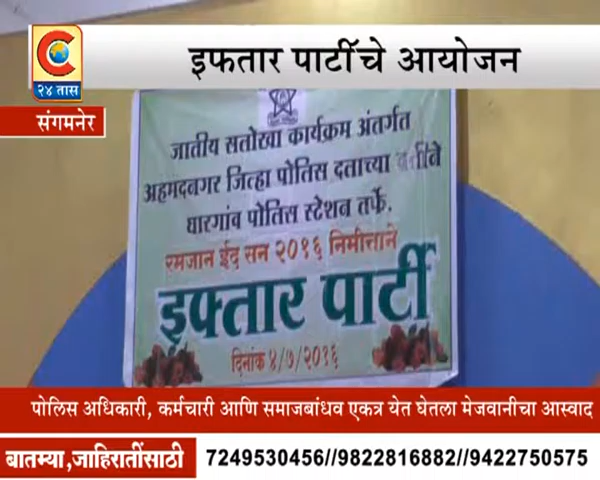 इफतार पार्टीचे आयोजन
C
२४ तास
संगमनेर
जातीय सलोखा कार्यक्रम अंतर्गत
अहमदनगर जिल्हा पोलिस दलाच्या वतीने
घारगांव पोलिस स्टेशन तर्फे.
रमजान ईद सन २०१६ निमीत्ताने
इफ्तार पार्टी
दिनांक ४/७/२०१६
पोलिस अधिकारी, कर्मचारी आणि समाजबांधव एकत्र येत घेतला मेजवानीचा आस्वाद
बातम्या,जाहिरातींसाठी 7249530456//9822816882//9422750575